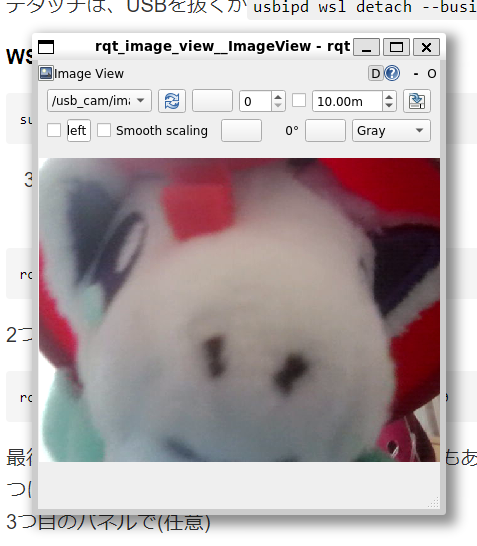 デタッチは、USBを抜くか usbipd wsl detach --busi
WS
rqt_image_view__ImageView - rqt
Image View
D
- O
/usb_cam/ima
0
10.00m
su
left
Smooth scaling
0°
Gray
3
ro
2つ
ro
最後
もあ
つに
3つ目のパネルで(任意)